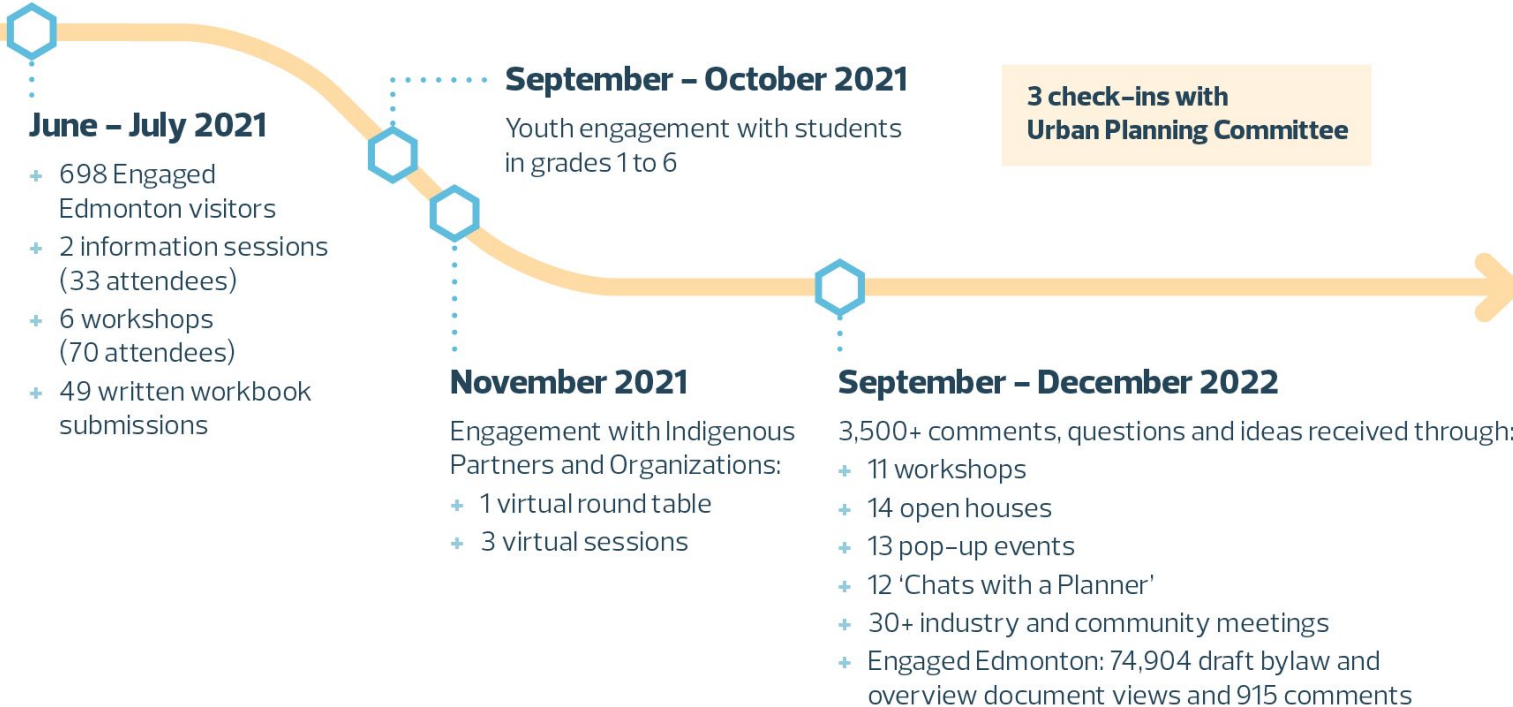 June – July 2021
+ 698 Engaged
Edmonton visitors
+ 2 information sessions
(33 attendees)
+ 6 workshops
(70 attendees)
+ 49 written workbook
submissions
September – October 2021
Youth engagement with students
in grades 1 to 6
3 check-ins with
Urban Planning Committee
November 2021
Engagement with Indigenous
Partners and Organizations:
+ 1 virtual round table
+ 3 virtual sessions
September – December 2022
3,500+ comments, questions and ideas received through:
+ 11 workshops
+ 14 open houses
+ 13 pop-up events
+ 12 ‘Chats with a Planner’
+ 30+ industry and community meetings
+ Engaged Edmonton: 74,904 draft bylaw and
overview document views and 915 comments